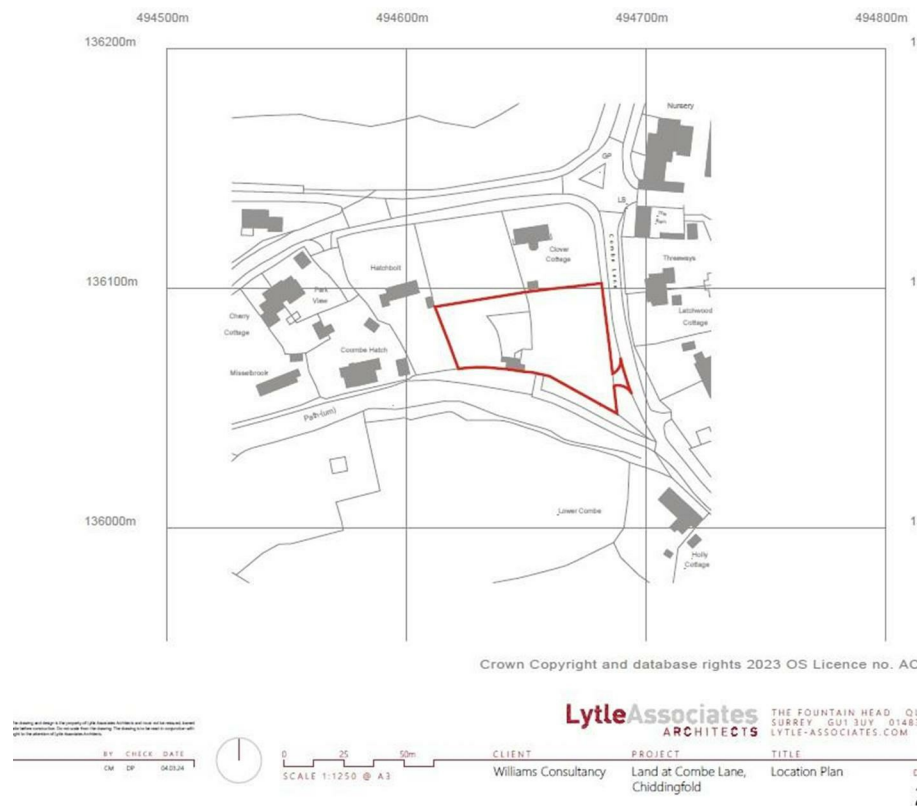 494500m 494600m 494700m 494800m
136200m
Nursery
GP
LB
Combe Lane
Clover
Cottage
Threeways
Hatchbolt
136100m
Park
View
Latchwood
Cottage
Cherry
Cottage
Coombe Hatch
Misselbrook
Path (um)
136000m
Lower Combe
Holly
Cottage
Crown Copyright and database rights 2023 OS Licence no. AC
LytleAssociates
ARCHITECTS
THE FOUNTAIN HEAD QU
SURREY GU1 3UY 01483
LYTLE-ASSOCIATES.COM
BY CHECK DATE
CM DP 04.03.24
0 25 50m
SCALE 1:1250 @ A3
CLIENT PROJECT TITLE
Williams Consultancy Land at Combe Lane, Location Plan
Chiddingfold